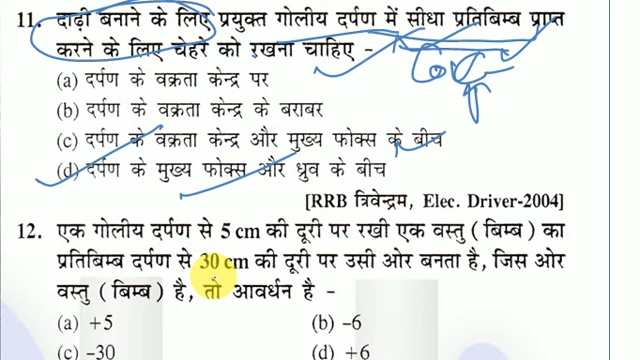 11. दाढ़ी बनाने के लिए प्रयुक्त गोलीय दर्पण में सीधा प्रतिबिम्ब प्राप्त
करने के लिए चेहरे को रखना चाहिए -
(a) दर्पण के वक्रता केन्द्र पर
(b) दर्पण के वक्रता केन्द्र के बराबर
(c) दर्पण के वक्रता केन्द्र और मुख्य फोक्स के बीच
(d) दर्पण के मुख्य फोक्स और ध्रुव के बीच
[RRB त्रिवेन्द्रम, Elec. Driver-2004]
12. एक गोलीय दर्पण से 5 cm की दूरी पर रखी एक वस्तु ( बिम्ब ) का
प्रतिबिम्ब दर्पण से 30 cm की दूरी पर उसी ओर बनता है, जिस ओर
वस्तु ( बिम्ब ) है, तो आवर्धन है -
(a) +5 (b) -6
(c) -30 (d) +6